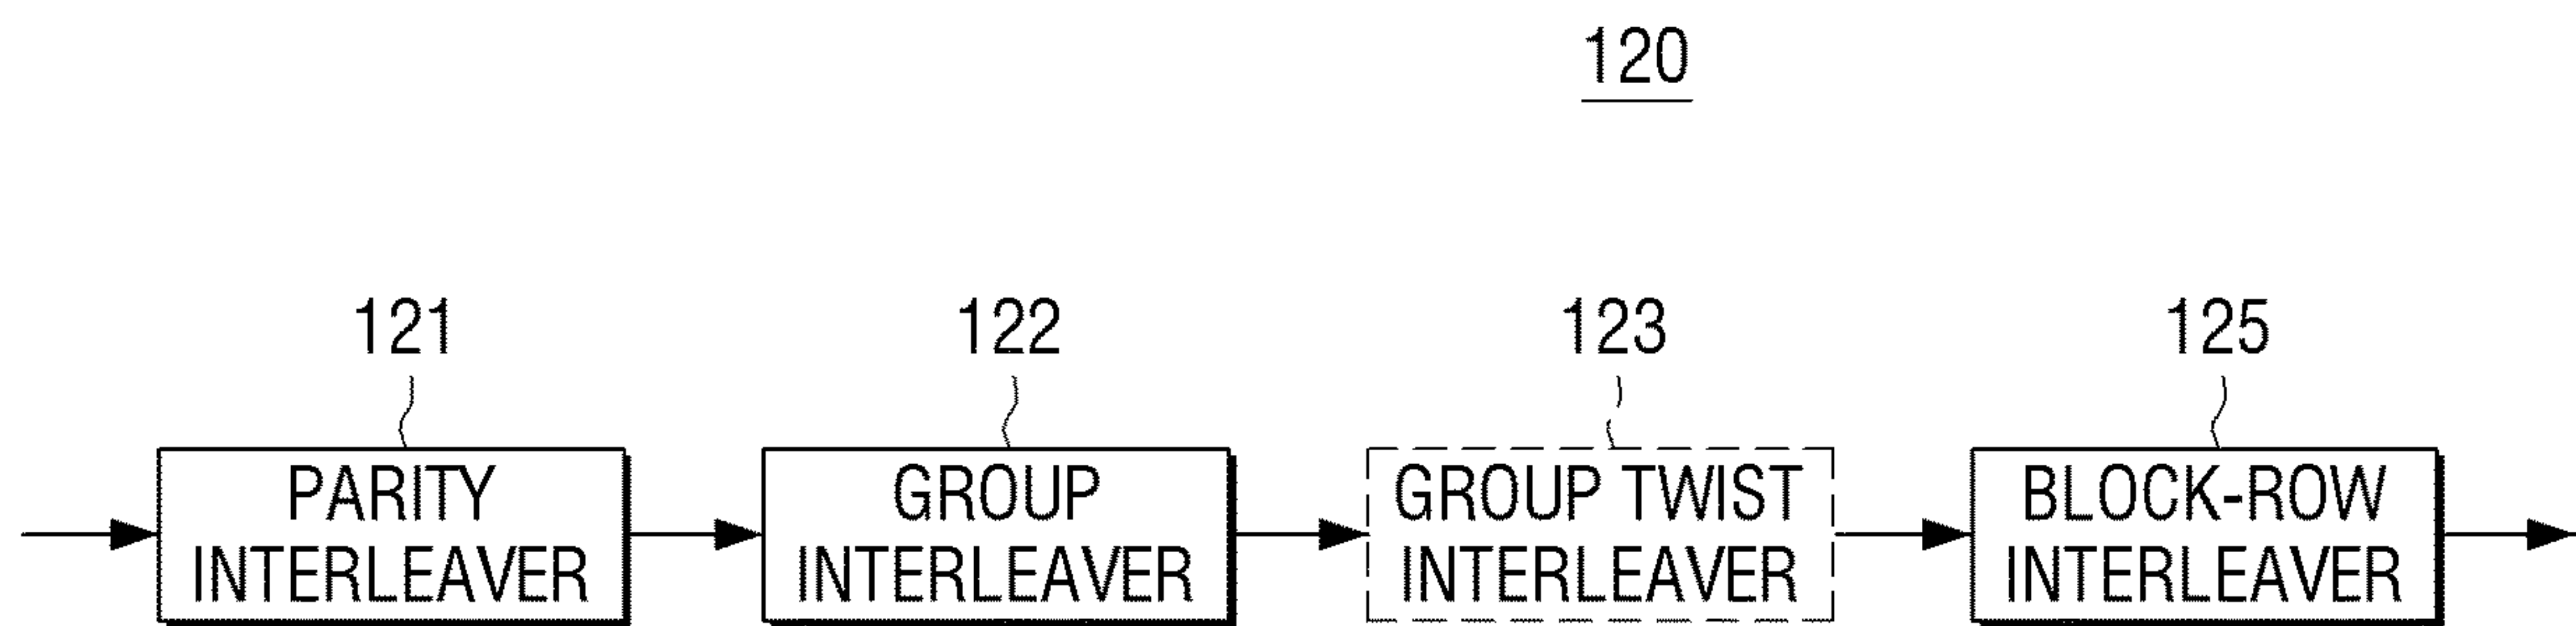 120
121 122 123 125
PARITY INTERLEAVER
GROUP INTERLEAVER
GROUP TWIST INTERLEAVER
BLOCK-ROW INTERLEAVER